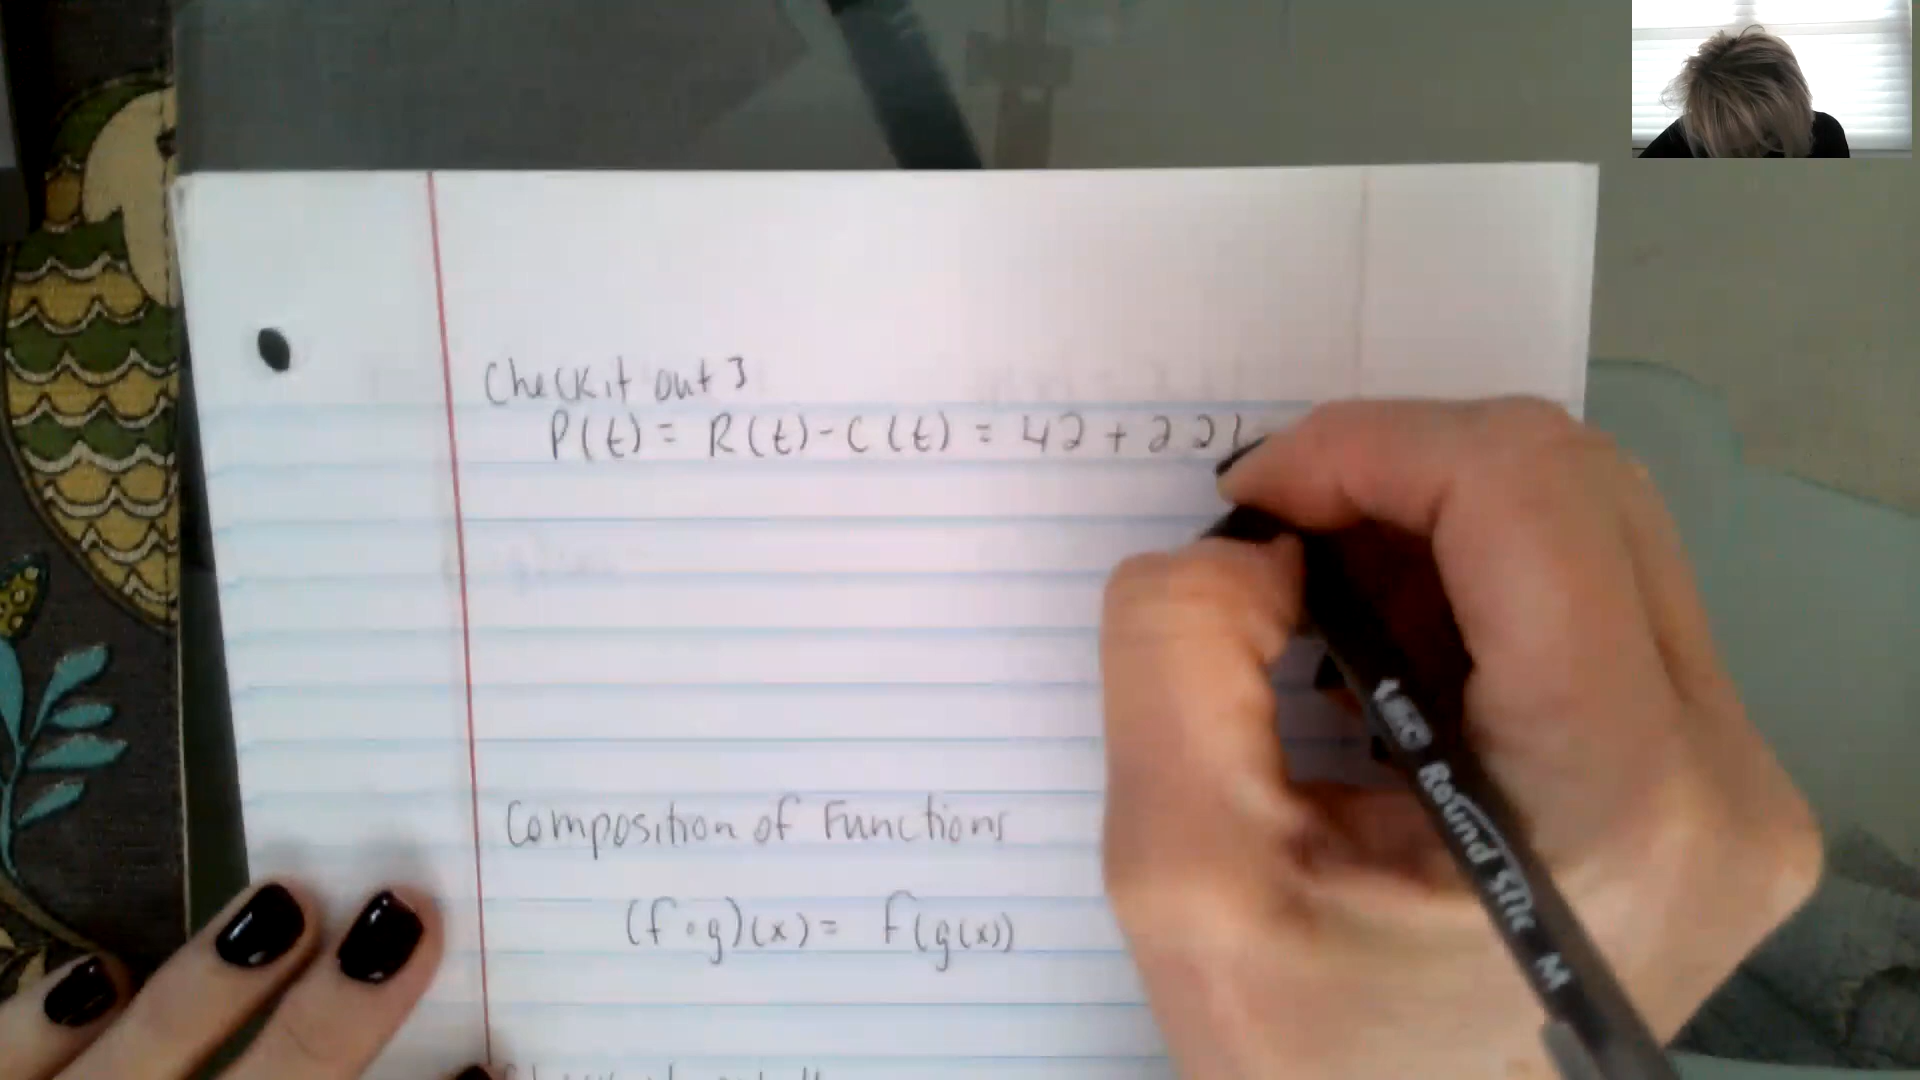 Check it out 3
P(t) = R(t) - C(t) = 42 + 22t
Composition of Functions
(f ∘ g)(x) = f(g(x))
BIC Round Stic M